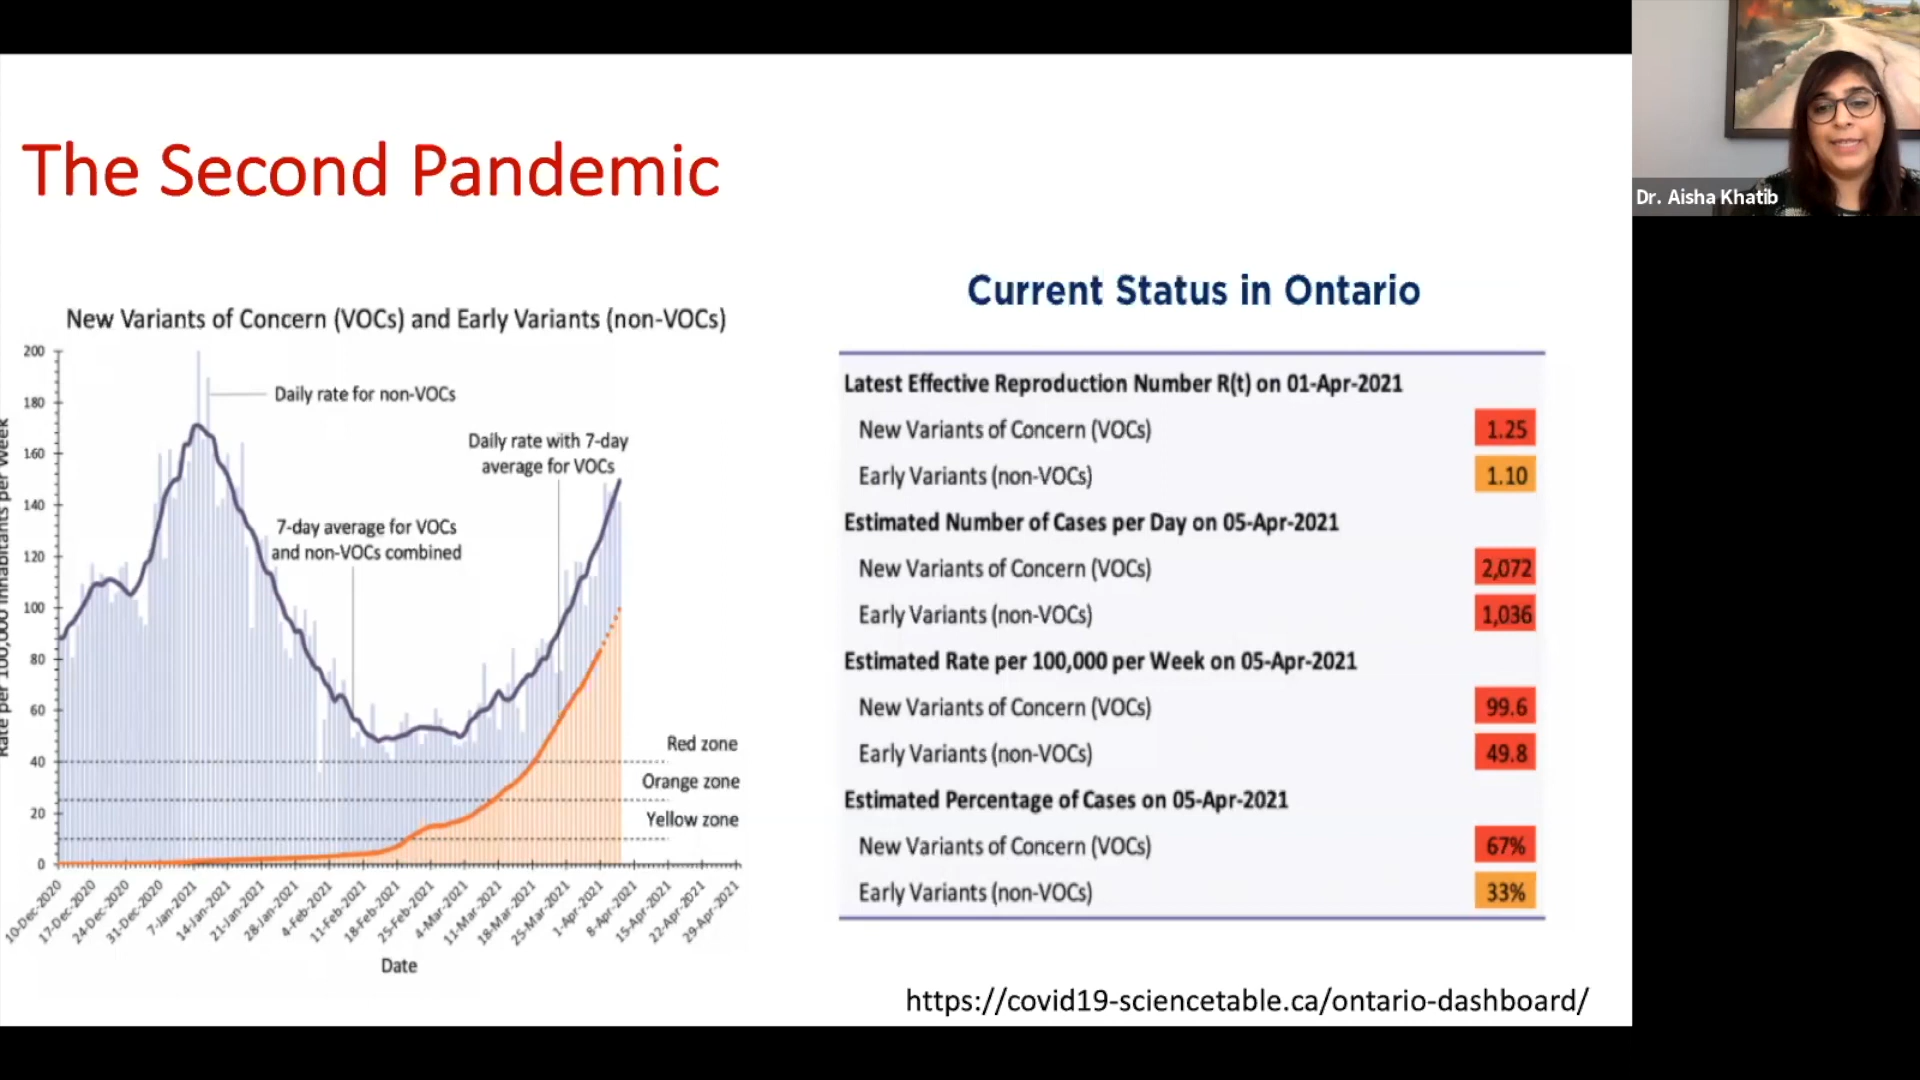 The Second Pandemic
New Variants of Concern (VOCs) and Early Variants (non-VOCs)
Rate per 100,000 inhabitants per week
200
180
160
140
120
100
80
60
40
20
0
Daily rate for non-VOCs
Daily rate with 7-day
average for VOCs
7-day average for VOCs
and non-VOCs combined
Red zone
Orange zone
Yellow zone
10-Dec-2020
17-Dec-2020
24-Dec-2020
31-Dec-2020
7-Jan-2021
14-Jan-2021
21-Jan-2021
28-Jan-2021
4-Feb-2021
11-Feb-2021
18-Feb-2021
25-Feb-2021
4-Mar-2021
11-Mar-2021
18-Mar-2021
25-Mar-2021
1-Apr-2021
8-Apr-2021
15-Apr-2021
22-Apr-2021
29-Apr-2021
Date
Current Status in Ontario
Latest Effective Reproduction Number R(t) on 01-Apr-2021
New Variants of Concern (VOCs) 1.25
Early Variants (non-VOCs) 1.10
Estimated Number of Cases per Day on 05-Apr-2021
New Variants of Concern (VOCs) 2,072
Early Variants (non-VOCs) 1,036
Estimated Rate per 100,000 per Week on 05-Apr-2021
New Variants of Concern (VOCs) 99.6
Early Variants (non-VOCs) 49.8
Estimated Percentage of Cases on 05-Apr-2021
New Variants of Concern (VOCs) 67%
Early Variants (non-VOCs) 33%
https://covid19-sciencetable.ca/ontario-dashboard/
Dr. Aisha Khatib